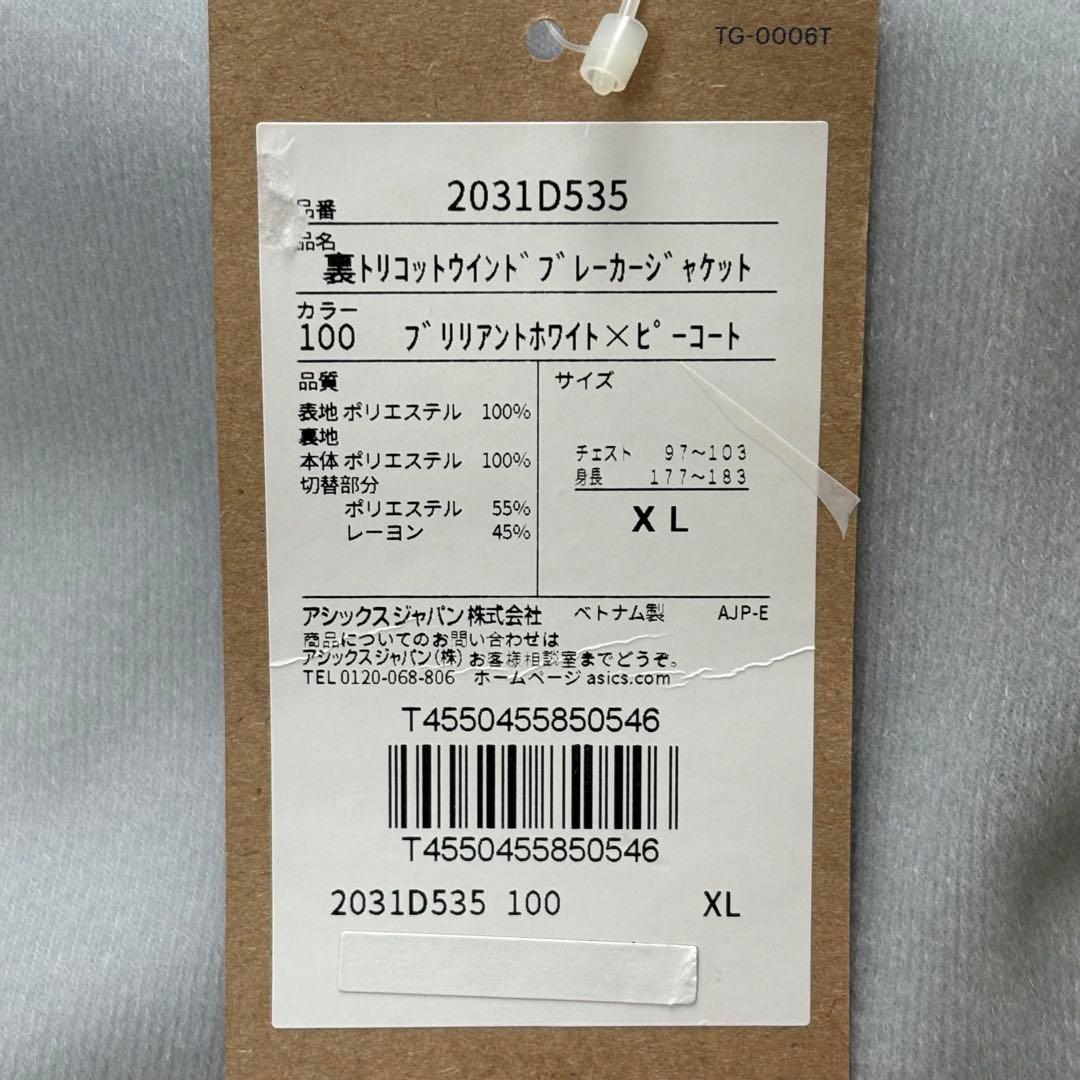 TG-0006T
品番 2031D535
品名
裏ﾄﾘｺｯﾄｳｲﾝﾄﾞﾌﾞﾚｰｶｰｼﾞｬｹｯﾄ
カラー
100 ﾌﾞﾘﾘｱﾝﾄﾎﾜｲﾄ×ﾋﾟｰｺｰﾄ
品質
表地 ポリエステル 100%
裏地
本体 ポリエステル 100%
切替部分
ポリエステル 55%
レーヨン 45%
サイズ
チェスト 97～103
身長 177～183
XL
アシックスジャパン株式会社 ベトナム製 AJP-E
商品についてのお問い合わせは
アシックスジャパン(株)お客様相談室までどうぞ。
TEL 0120-068-806 ホームページ asics.com
T4550455850546
T4550455850546
2031D535 100 XL